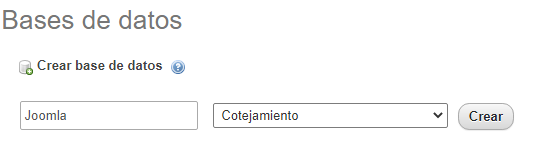 Bases de datos
Crear base de datos
Joomla Cotejamiento Crear